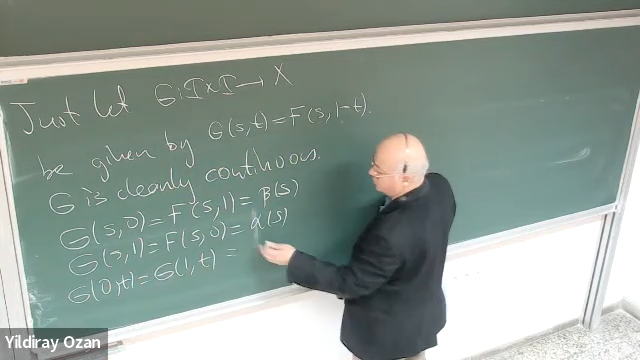 Just let G: I×I → X
be given by G(s,t) = F(s, 1-t).
G is clearly continuous.
G(s,0) = F(s,1) = β(s)
G(s,1) = F(s,0) = α(s)
G(0,t) = G(1,t) =
Yildiray Ozan